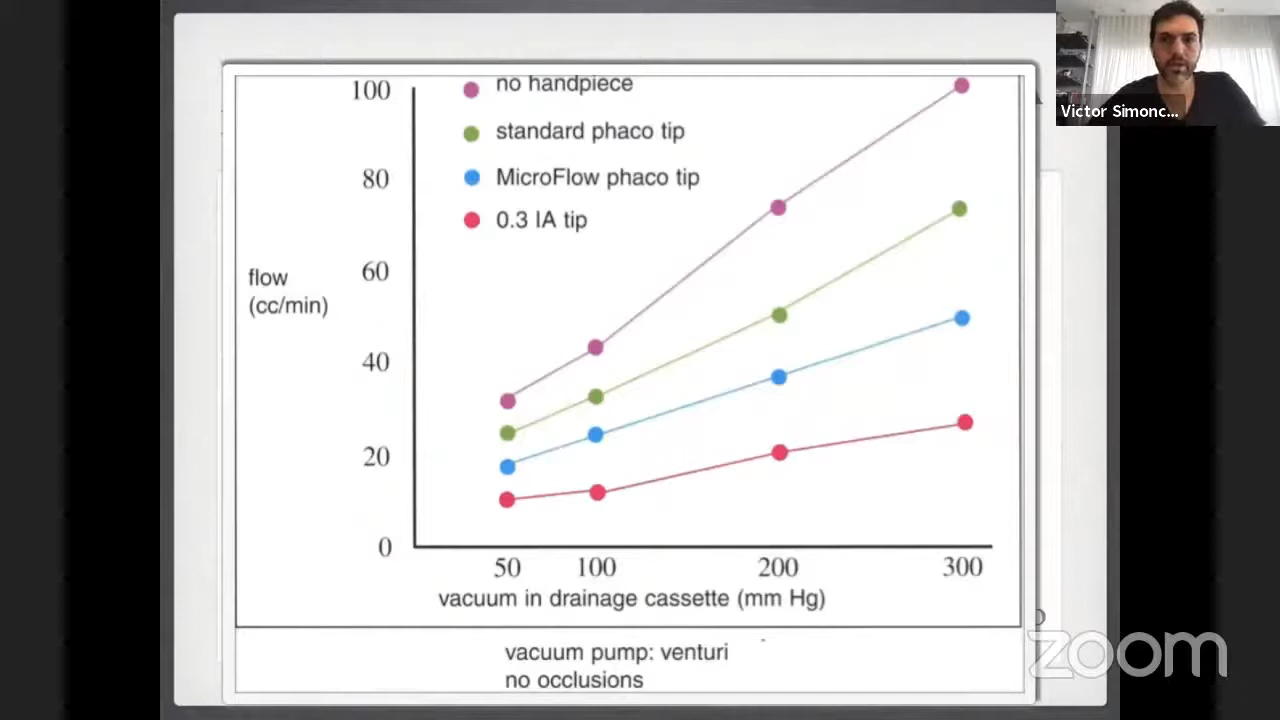 no handpiece
standard phaco tip
MicroFlow phaco tip
0.3 IA tip
100
80
60
40
20
0
flow
(cc/min)
50 100 200 300
vacuum in drainage cassette (mm Hg)
vacuum pump: venturi
no occlusions
Victor Simonc...
zoom